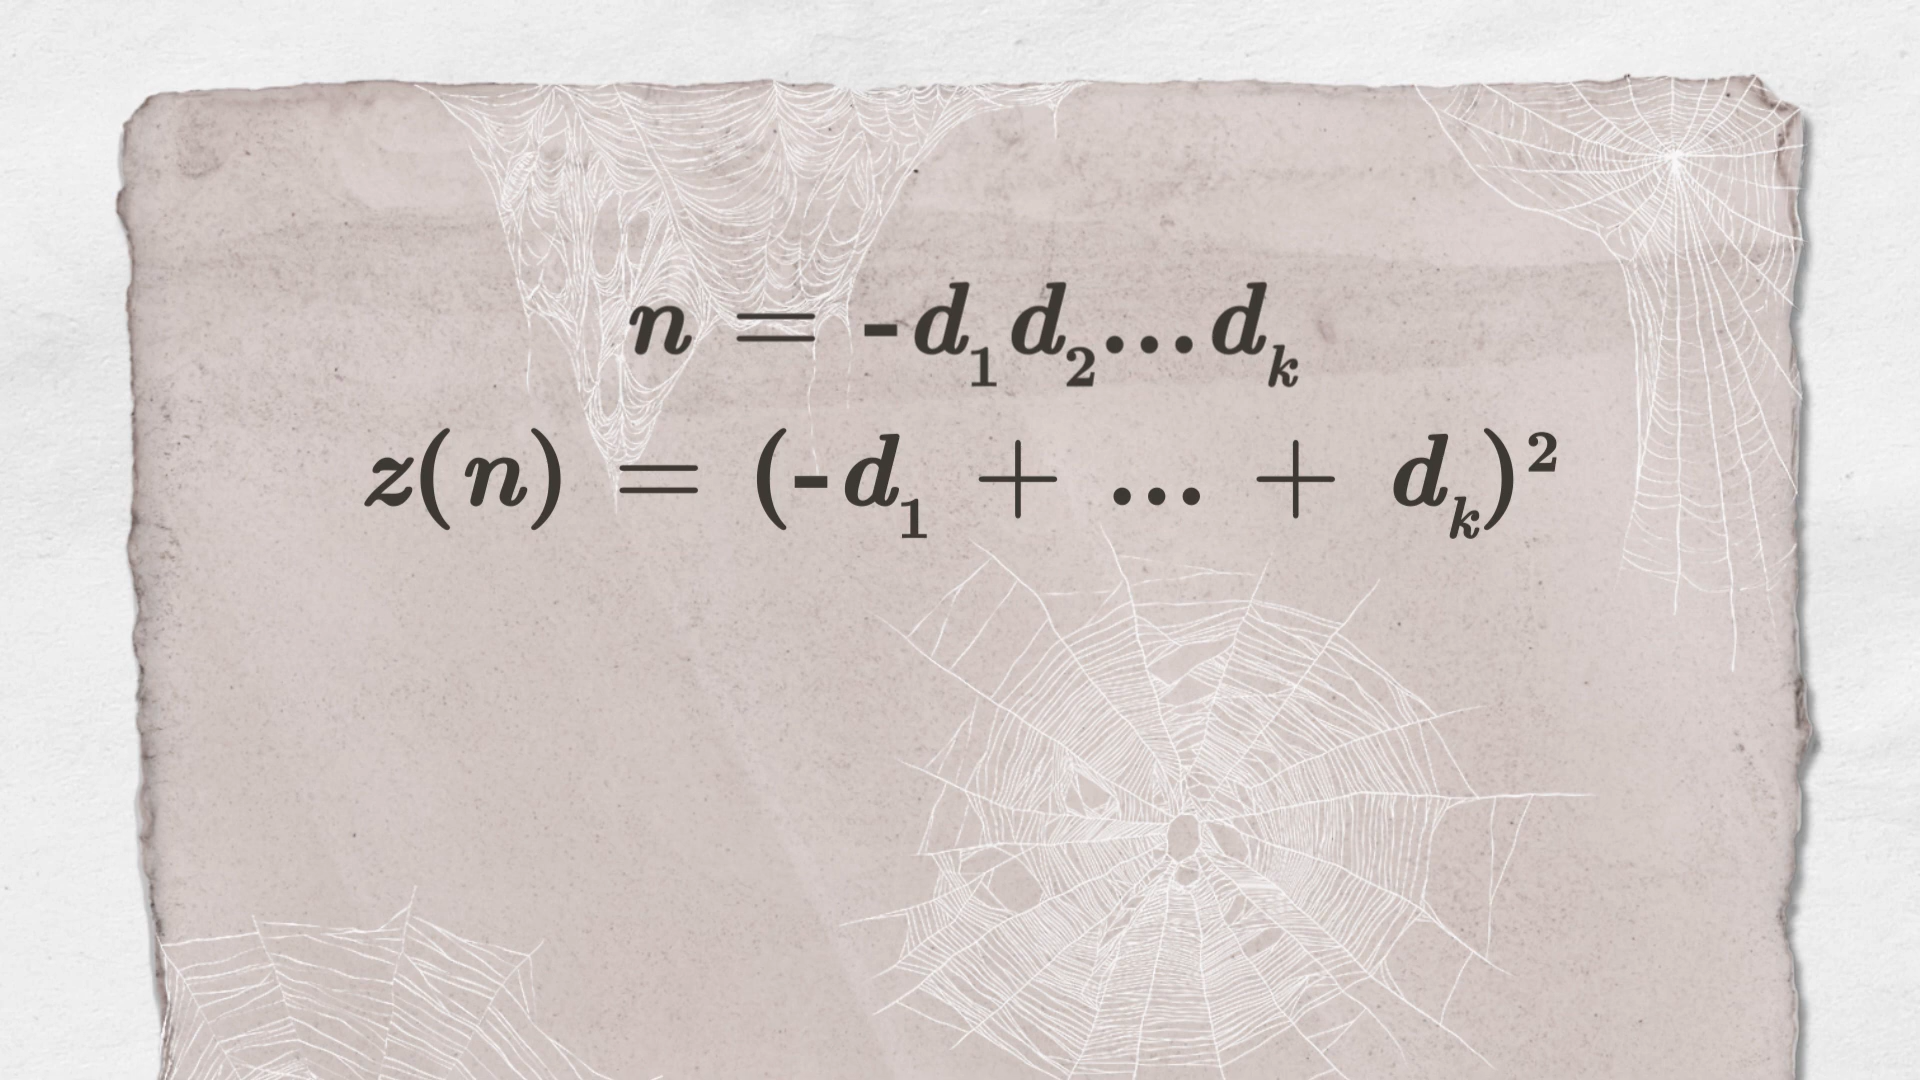 n = -d₁d₂...dₖ
z(n) = (-d₁ + ... + dₖ)²